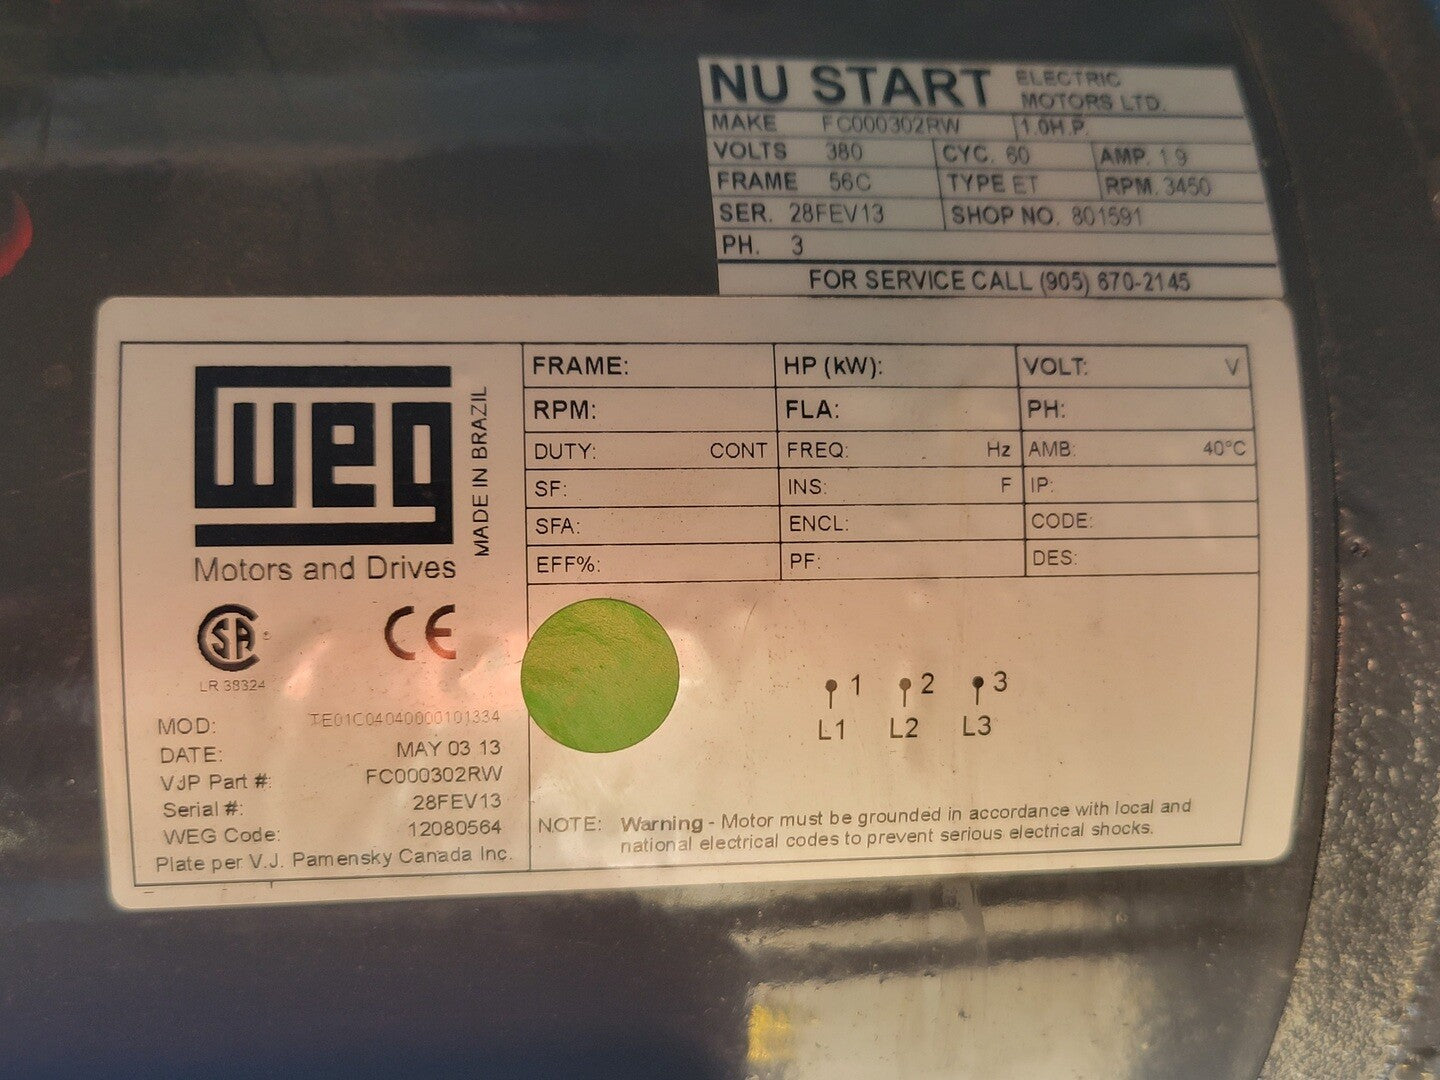 NU START ELECTRIC MOTORS LTD.
MAKE FC000302RW 1.0H.P.
VOLTS 380 CYC. 60 AMP. 1.9
FRAME 56C TYPE ET RPM. 3450
SER. 28FEV13 SHOP NO. 801591
PH. 3
FOR SERVICE CALL (905) 670-2145
weg
MADE IN BRAZIL
Motors and Drives
SA
CE
LR 38324
MOD: TE01C04040000101334
DATE: MAY 03 13
VJP Part #: FC000302RW
Serial #: 28FEV13
WEG Code: 12080564
Plate per V.J. Pamensky Canada Inc.
FRAME: HP (kW): VOLT: V
RPM: FLA: PH:
DUTY: CONT FREQ: Hz AMB: 40°C
SF: INS: F IP:
SFA: ENCL: CODE:
EFF%: PF: DES:
1 2 3
L1 L2 L3
NOTE: Warning - Motor must be grounded in accordance with local and
national electrical codes to prevent serious electrical shocks.